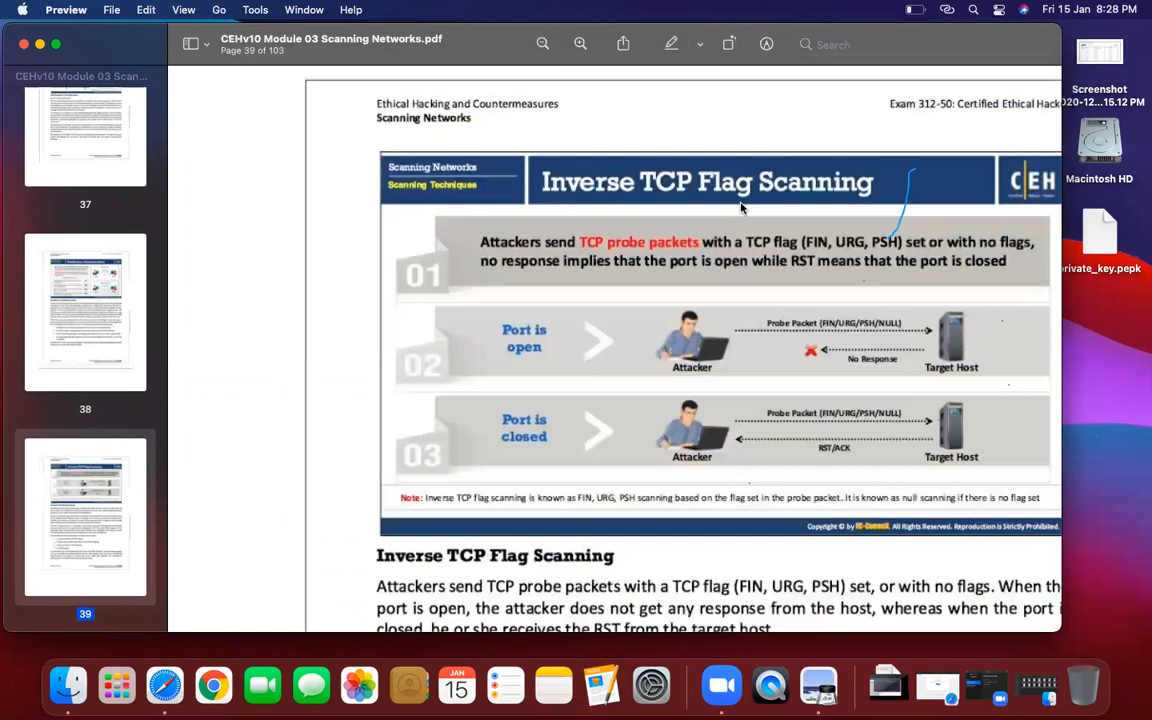 Preview File Edit View Go Tools Window Help Fri 15 Jan 8:28 PM
CEHv10 Module 03 Scanning Networks.pdf
Page 39 of 103
Search
CEHv10 Module 03 Scan...
37
38
39
Ethical Hacking and Countermeasures
Exam 312-50: Certified Ethical Hack
Scanning Networks
Scanning Networks
Scanning Techniques
Inverse TCP Flag Scanning
CEH
01
Attackers send TCP probe packets with a TCP flag (FIN, URG, PSH) set or with no flags,
no response implies that the port is open while RST means that the port is closed
02
Port is
open
Attacker
Probe Packet (FIN/URG/PSH/NULL)
No Response
Target Host
03
Port is
closed
Attacker
Probe Packet (FIN/URG/PSH/NULL)
RST/ACK
Target Host
Note: Inverse TCP flag scanning is known as FIN, URG, PSH scanning based on the flag set in the probe packet. It is known as null scanning if there is no flag set
Copyright © by EC-Council. All Rights Reserved. Reproduction is Strictly Prohibited.
Inverse TCP Flag Scanning
Attackers send TCP probe packets with a TCP flag (FIN, URG, PSH) set, or with no flags. When the
port is open, the attacker does not get any response from the host, whereas when the port i
closed, he or she receives the RST from the target host.
Screenshot
020-12...15.12 PM
Macintosh HD
private_key.pepk
JAN
15